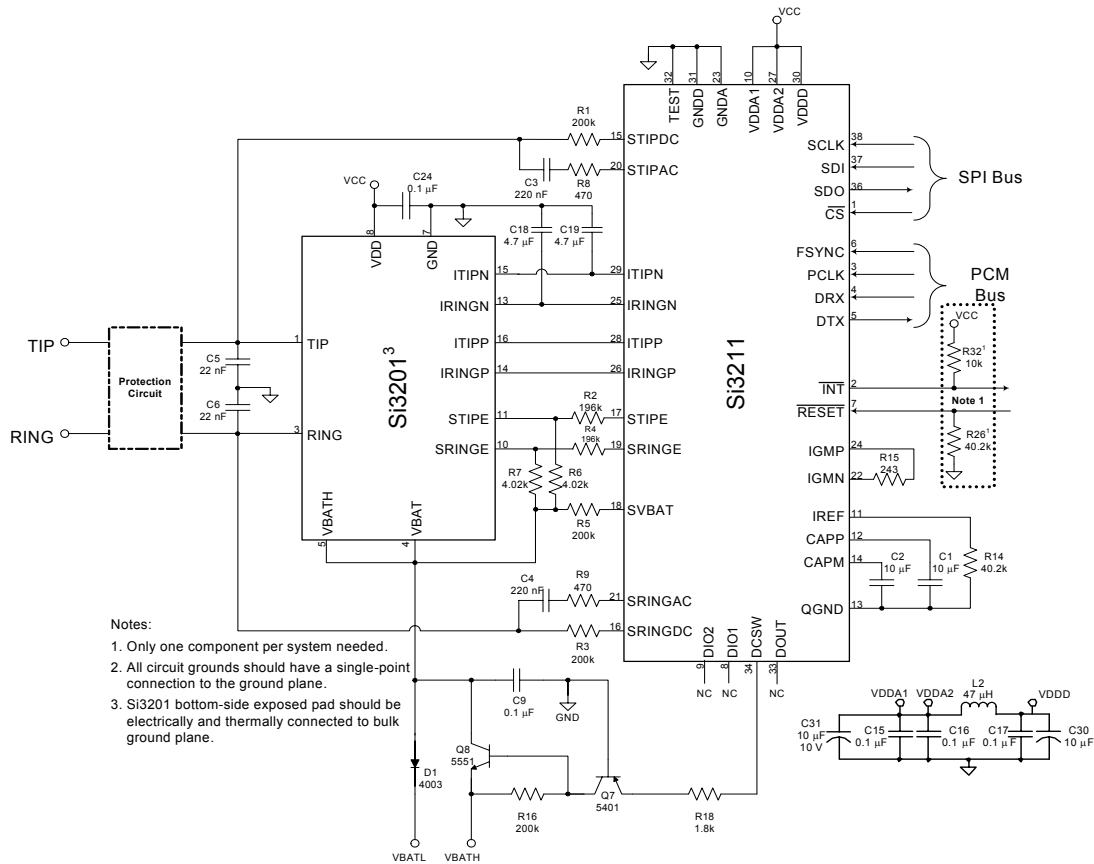 VCC
32
31
23
10
27
30
TEST
GNDD
GNDA
VDDA1
VDDA2
VDDD
R1
200k
15
STIPDC
C3
220 nF
R8
470
20
STIPAC
38
SCLK
37
SDI
36
SDO
1
CS
SPI Bus
VCC
C24
0.1 µF
8
7
VDD
GND
C18
4.7 µF
C19
4.7 µF
6
FSYNC
3
PCLK
4
DRX
5
DTX
PCM
Bus
ITIPN
15
29
ITIPN
IRINGN
13
25
IRINGN
ITIPP
16
28
ITIPP
IRINGP
14
26
IRINGP
Si3201³
Si3211
TIP
Protection
Circuit
C5
22 nF
C6
22 nF
RING
1
TIP
3
RING
STIPE
11
R2
196k
17
STIPE
SRINGE
10
R4
196k
19
SRINGE
R7
4.02k
R6
4.02k
R5
200k
18
SVBAT
VBATH
5
VBAT
4
VCC
R32¹
10k
INT
2
Note 1
RESET
7
R26¹
40.2k
IGMP
24
R15
243
IGMN
22
IREF
11
CAPP
12
CAPM
14
C2
10 µF
C1
10 µF
R14
40.2k
QGND
13
C4
220 nF
R9
470
21
SRINGAC
R3
200k
16
SRINGDC
DIO2
DIO1
DCSW
DOUT
9
8
34
33
NC
NC
NC
Notes:
1. Only one component per system needed.
2. All circuit grounds should have a single-point
connection to the ground plane.
3. Si3201 bottom-side exposed pad should be
electrically and thermally connected to bulk
ground plane.
C9
0.1 µF
GND
Q8
5551
D1
4003
R16
200k
Q7
5401
R18
1.8k
VBATL
VBATH
VDDA1
VDDA2
L2
47 µH
VDDD
C31
10 µF
10 V
C15
0.1 µF
C16
0.1 µF
C17
0.1 µF
C30
10 µF